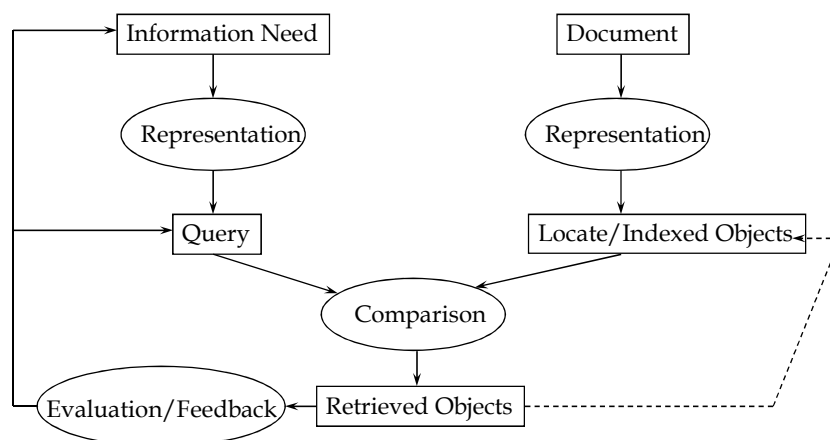 Information Need
Document
Representation
Representation
Query
Locate/Indexed Objects
Comparison
Evaluation/Feedback
Retrieved Objects